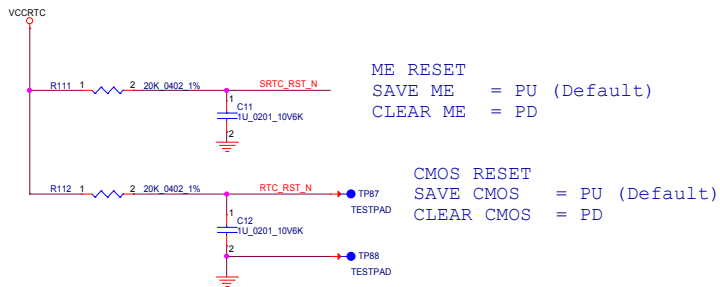 VCCRTC
R111 1 2 20K_0402_1% SRTC_RST_N
1
C11
1U_0201_10V6K
2
ME RESET
SAVE ME = PU (Default)
CLEAR ME = PD
R112 1 2 20K_0402_1% RTC_RST_N TP87
TESTPAD
1
C12
1U_0201_10V6K
2
TP88
TESTPAD
CMOS RESET
SAVE CMOS = PU (Default)
CLEAR CMOS = PD